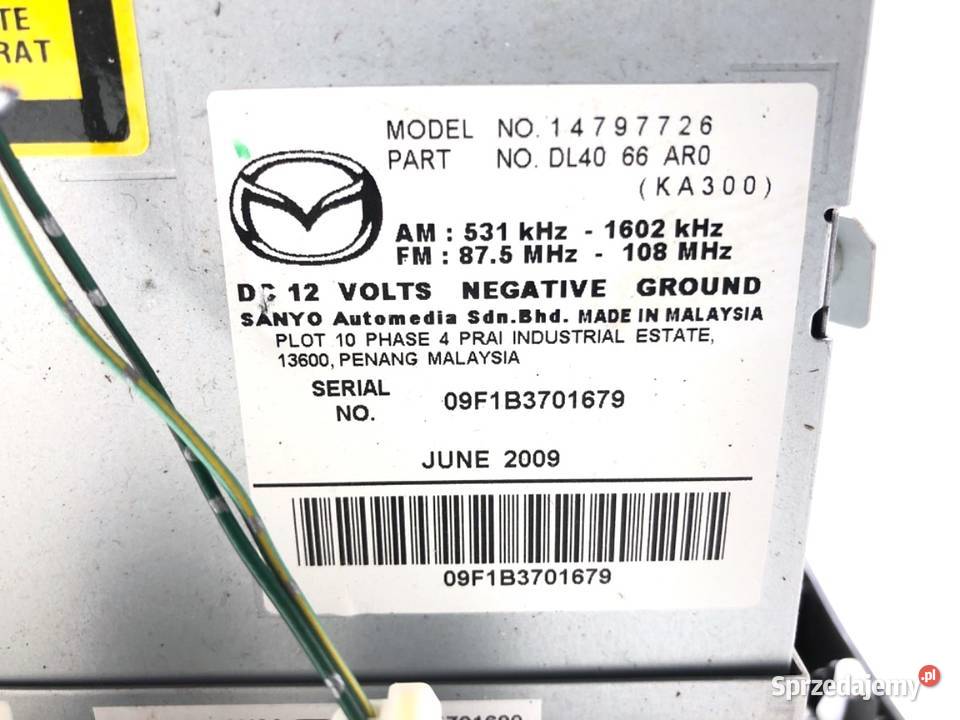 TE
RAT
MODEL NO. 14797726
PART NO. DL40 66 AR0
(KA300)
AM : 531 kHz - 1602 kHz
FM : 87.5 MHz - 108 MHz
DC 12 VOLTS NEGATIVE GROUND
SANYO Automedia Sdn.Bhd. MADE IN MALAYSIA
PLOT 10 PHASE 4 PRAI INDUSTRIAL ESTATE,
13600, PENANG MALAYSIA
SERIAL NO. 09F1B3701679
JUNE 2009
09F1B3701679
Sprzedajemy.pl